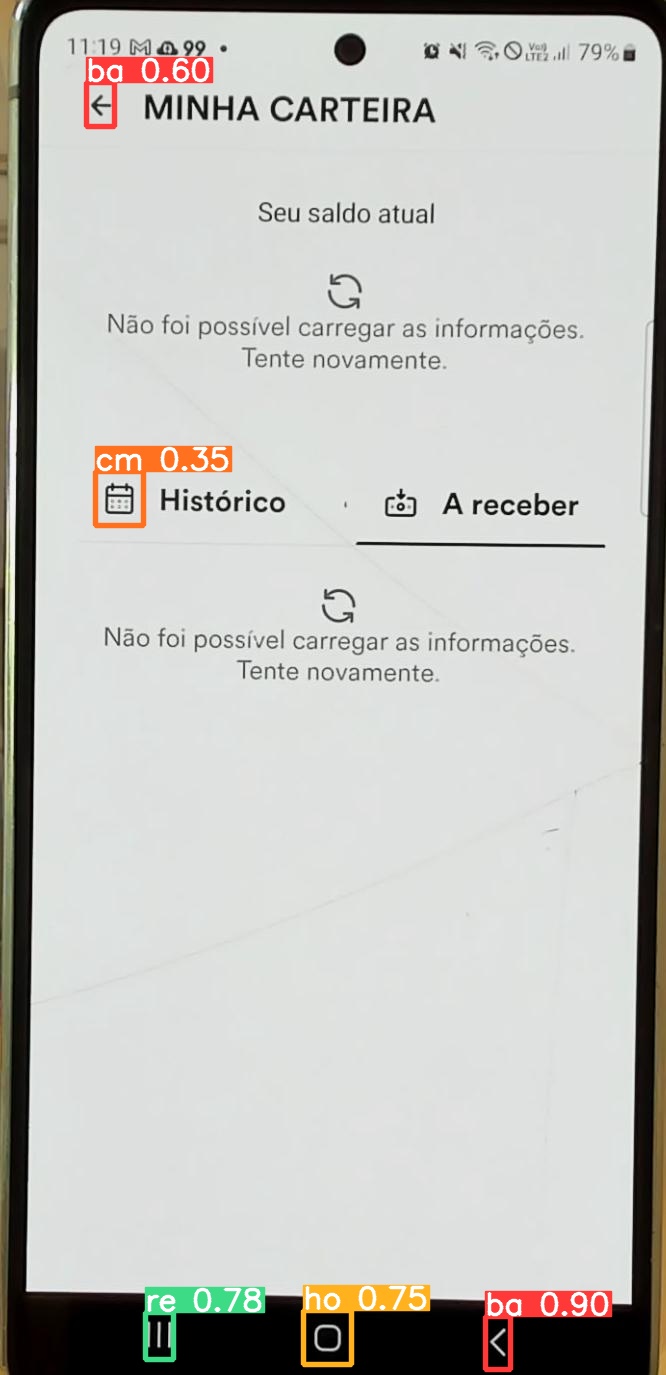 11:19 99 79%
ba 0.60
MINHA CARTEIRA
Seu saldo atual
Não foi possível carregar as informações.
Tente novamente.
cm 0.35
Histórico
A receber
Não foi possível carregar as informações.
Tente novamente.
re 0.78
ho 0.75
ba 0.90